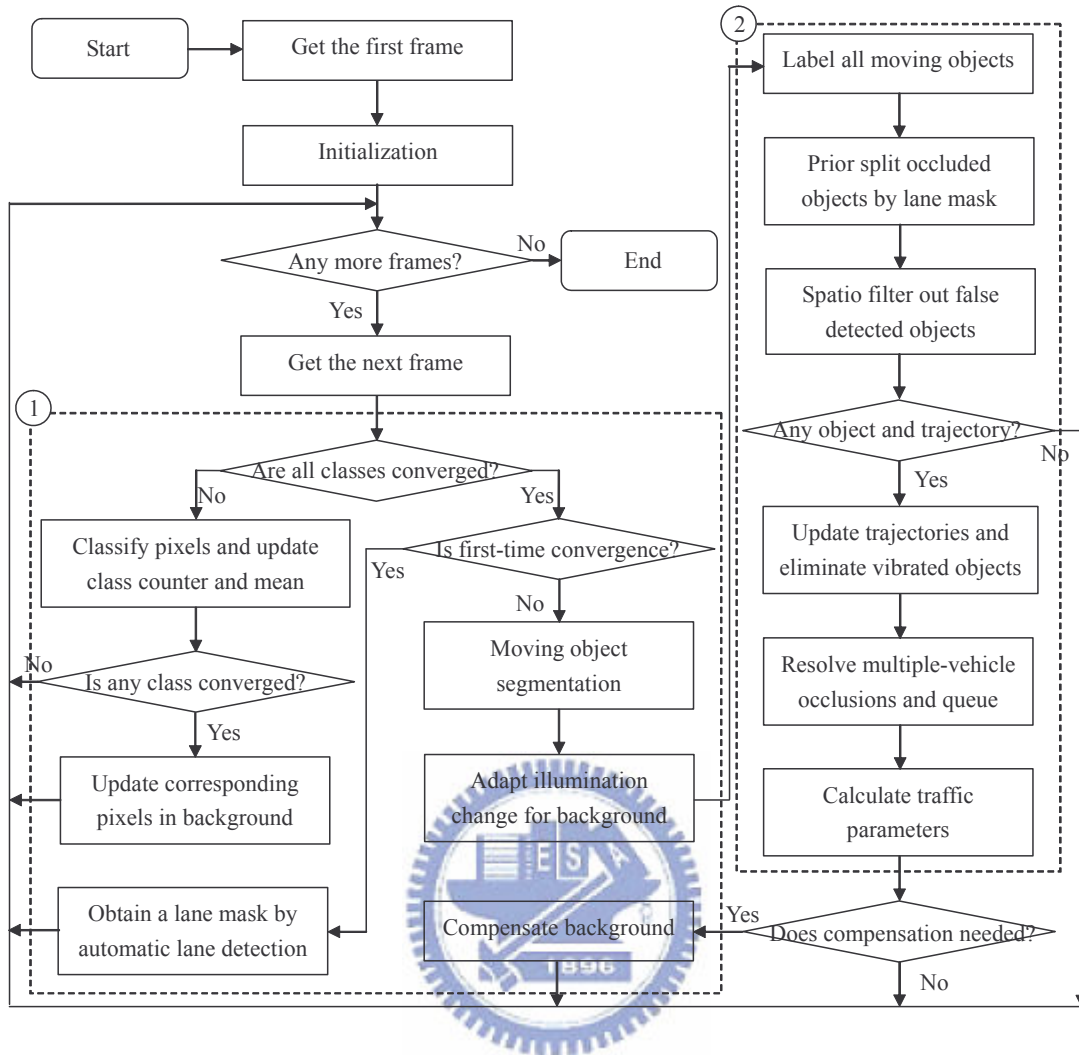 Start
Get the first frame
Initialization
Any more frames?
No
End
Yes
Get the next frame
1
Are all classes converged?
No
Yes
Classify pixels and update
class counter and mean
Is first-time convergence?
Yes
No
Is any class converged?
No
Yes
Moving object
segmentation
Update corresponding
pixels in background
Adapt illumination
change for background
Obtain a lane mask by
automatic lane detection
Compensate background
ESA
1896
2
Label all moving objects
Prior split occluded
objects by lane mask
Spatio filter out false
detected objects
Any object and trajectory?
No
Yes
Update trajectories and
eliminate vibrated objects
Resolve multiple-vehicle
occlusions and queue
Calculate traffic
parameters
Does compensation needed?
Yes
No